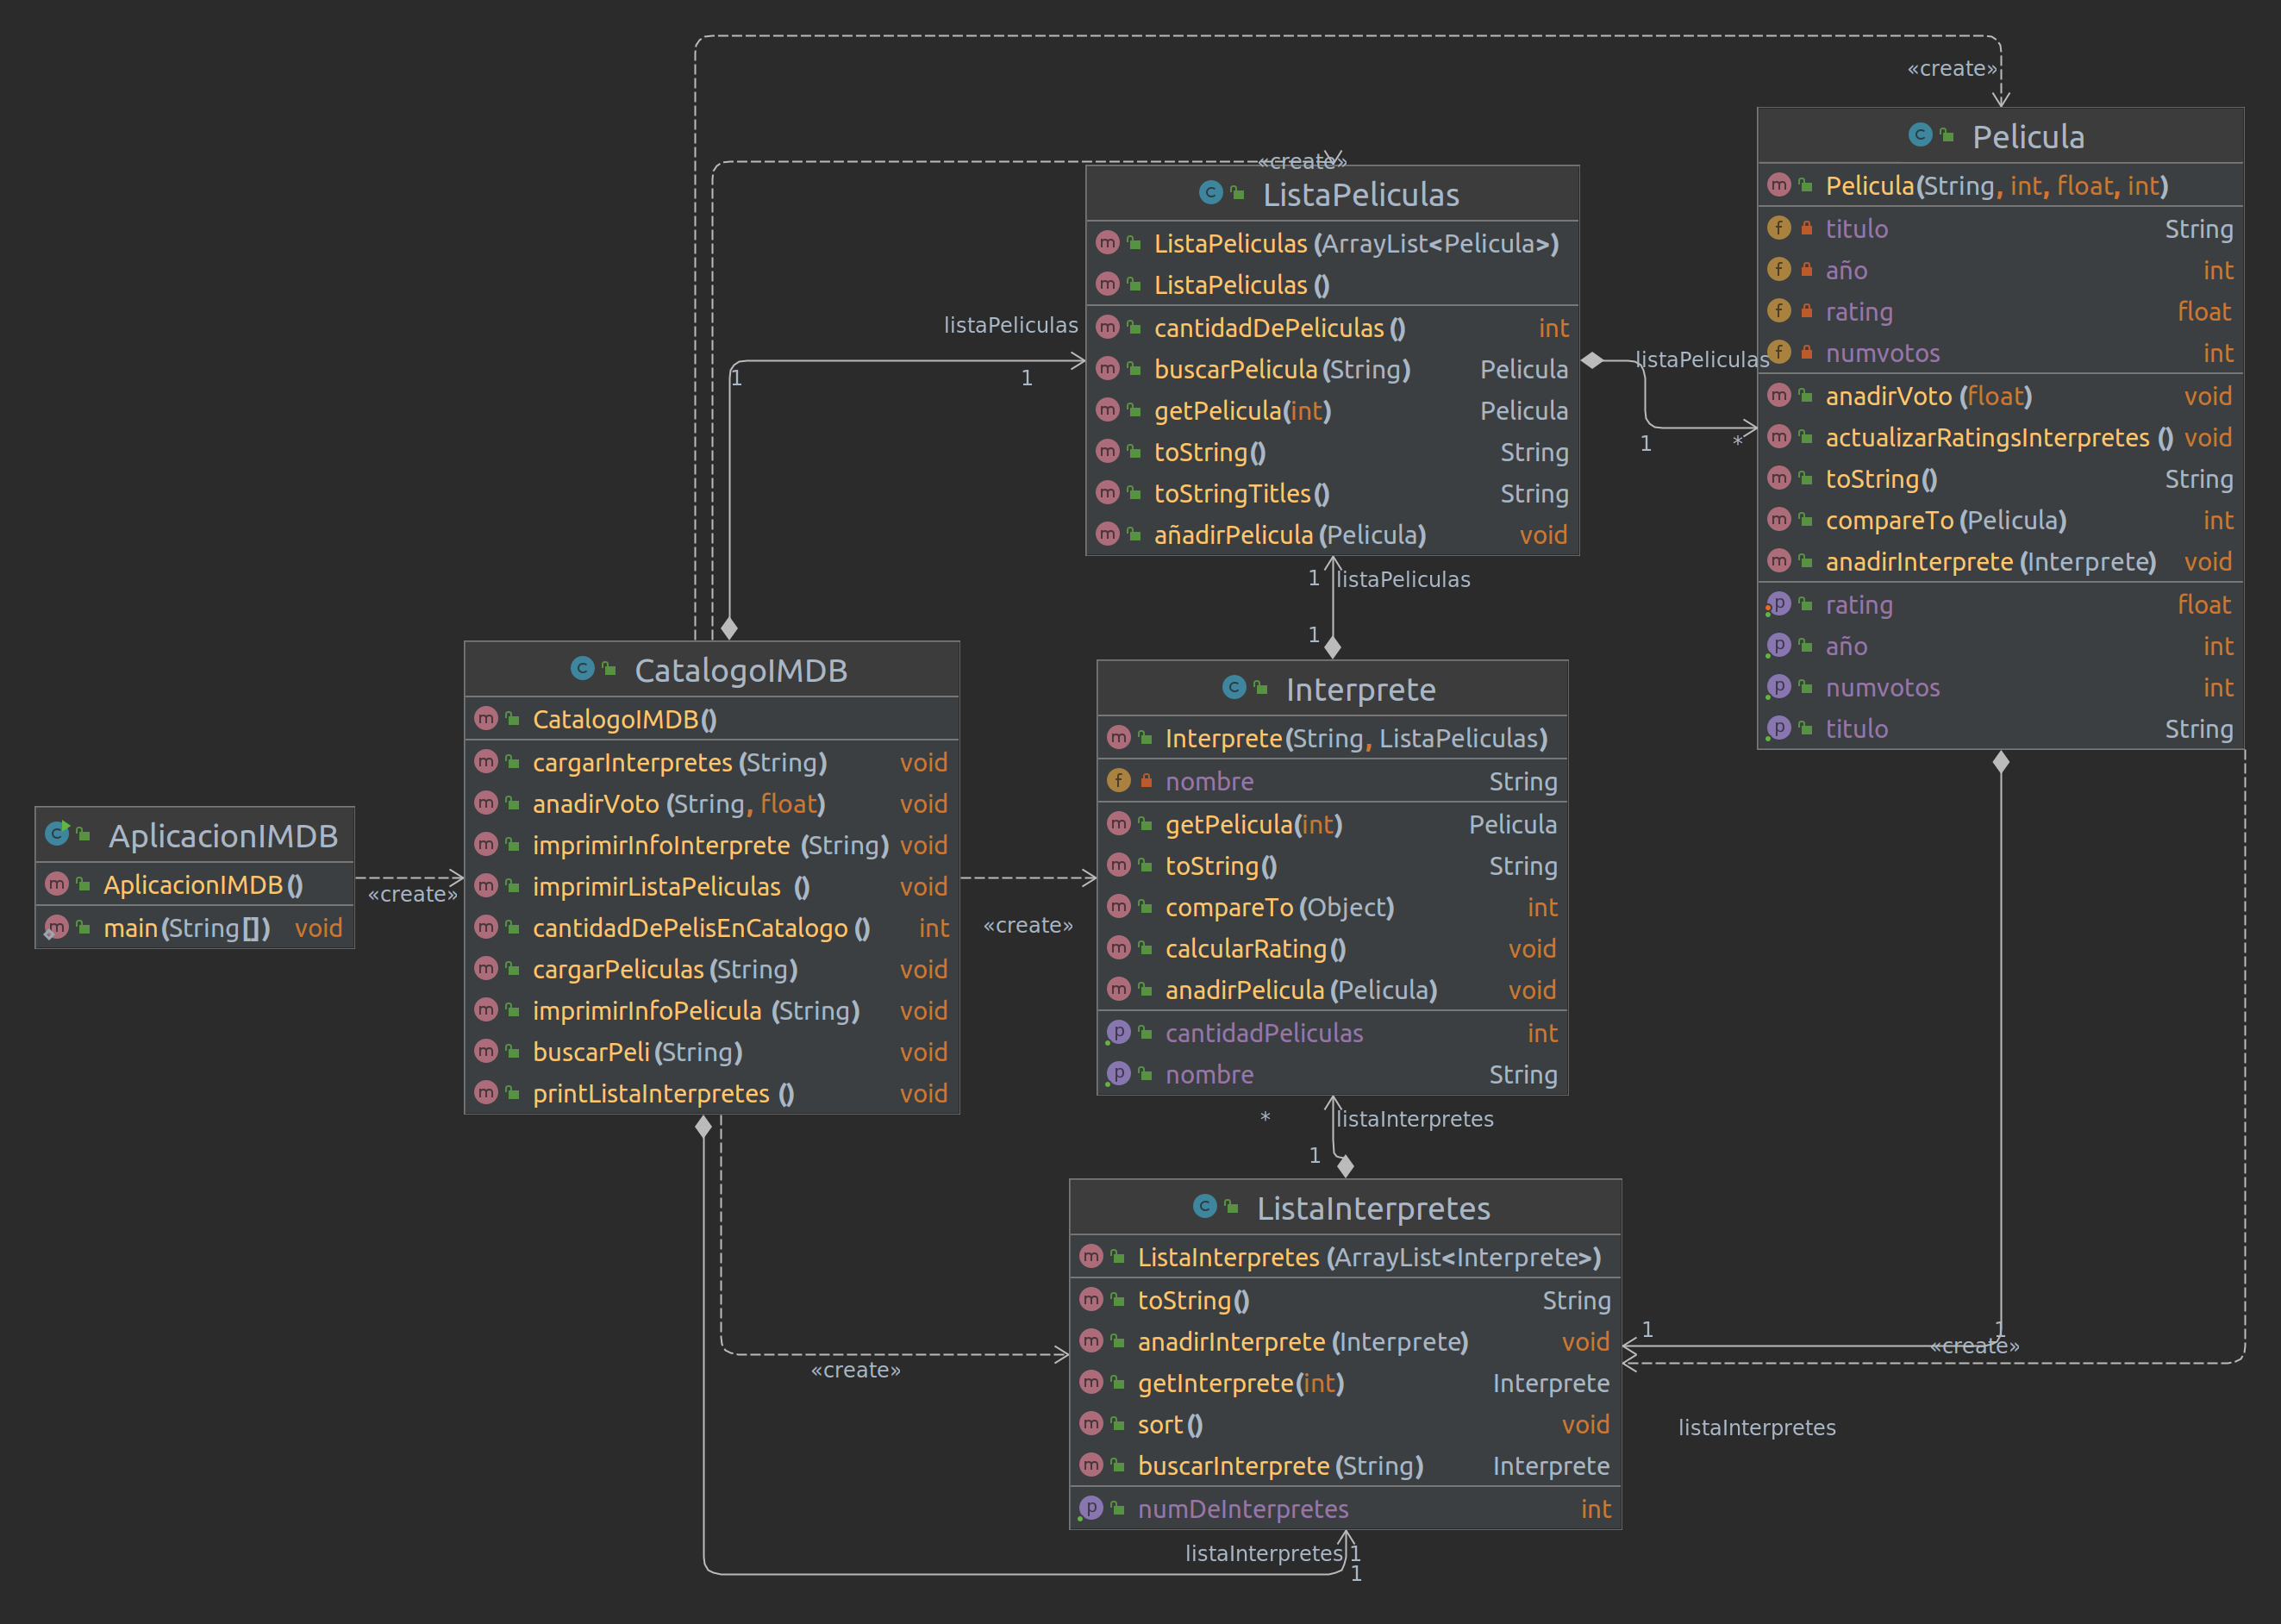 «create»
«create»
Pelicula
Pelicula(String, int, float, int)
titulo String
año int
rating float
numvotos int
anadirVoto (float) void
actualizarRatingsInterpretes () void
toString() String
compareTo (Pelicula) int
anadirInterprete (Interprete) void
rating float
año int
numvotos int
titulo String
ListaPeliculas
ListaPeliculas (ArrayList<Pelicula>)
ListaPeliculas ()
cantidadDePeliculas () int
buscarPelicula (String) Pelicula
getPelicula(int) Pelicula
toString() String
toStringTitles() String
añadirPelicula (Pelicula) void
listaPeliculas
1
1
listaPeliculas
1
*
1
listaPeliculas
1
CatalogoIMDB
CatalogoIMDB()
cargarInterpretes (String) void
anadirVoto (String, float) void
imprimirInfoInterprete (String) void
imprimirListaPeliculas () void
cantidadDePelisEnCatalogo () int
cargarPeliculas (String) void
imprimirInfoPelicula (String) void
buscarPeli (String) void
printListaInterpretes () void
Interprete
Interprete(String, ListaPeliculas)
nombre String
getPelicula(int) Pelicula
toString() String
compareTo (Object) int
calcularRating() void
anadirPelicula (Pelicula) void
cantidadPeliculas int
nombre String
AplicacionIMDB
AplicacionIMDB ()
main(String[]) void
«create»
«create»
*
listaInterpretes
1
ListaInterpretes
ListaInterpretes (ArrayList<Interprete>)
toString() String
anadirInterprete (Interprete) void
getInterprete(int) Interprete
sort () void
buscarInterprete (String) Interprete
numDeInterpretes int
1
1
«create»
listaInterpretes
«create»
listaInterpretes
1
1